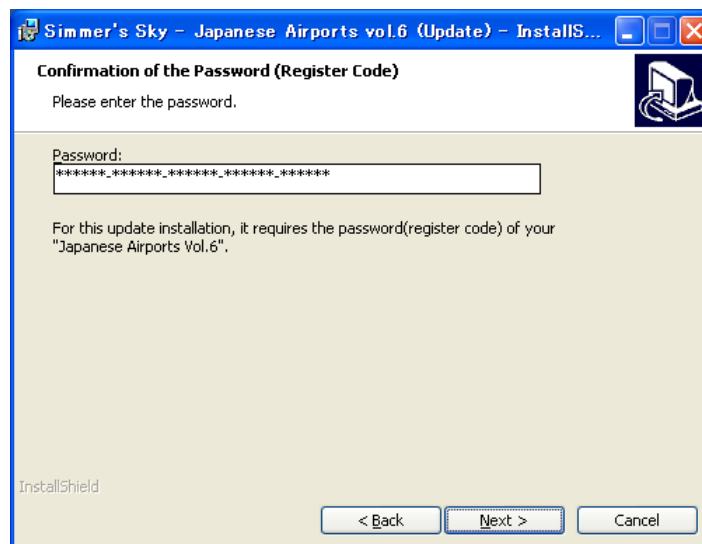 Simmer's Sky - Japanese Airports vol.6 (Update) - InstallS...
Confirmation of the Password (Register Code)
Please enter the password.
Password:
******-******-******-******-******
For this update installation, it requires the password(register code) of your
"Japanese Airports Vol.6".
InstallShield
< Back
Next >
Cancel